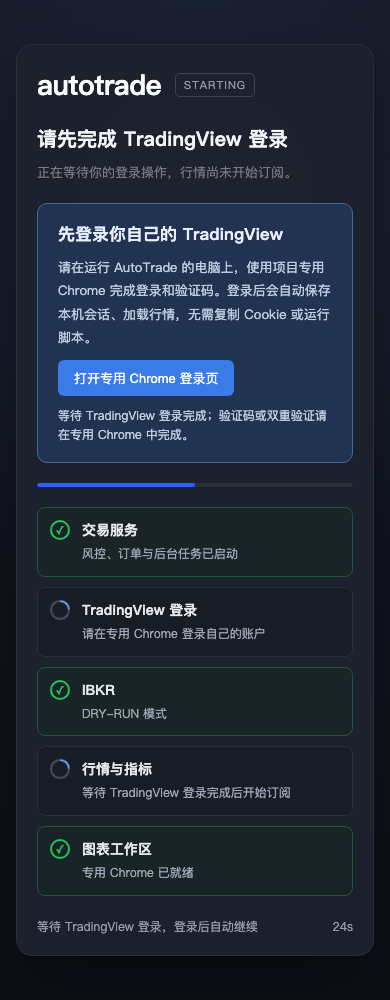 autotrade STARTING
请先完成 TradingView 登录
正在等待你的登录操作，行情尚未开始订阅。
先登录你自己的 TradingView
请在运行 AutoTrade 的电脑上，使用项目专用
Chrome 完成登录和验证码。登录后会自动保存
本机会话、加载行情，无需复制 Cookie 或运行
脚本。
打开专用 Chrome 登录页
等待 TradingView 登录完成；验证码或双重验证请
在专用 Chrome 中完成。
交易服务
风控、订单与后台任务已启动
TradingView 登录
请在专用 Chrome 登录自己的账户
IBKR
DRY-RUN 模式
行情与指标
等待 TradingView 登录完成后开始订阅
图表工作区
专用 Chrome 已就绪
等待 TradingView 登录，登录后自动继续 24s